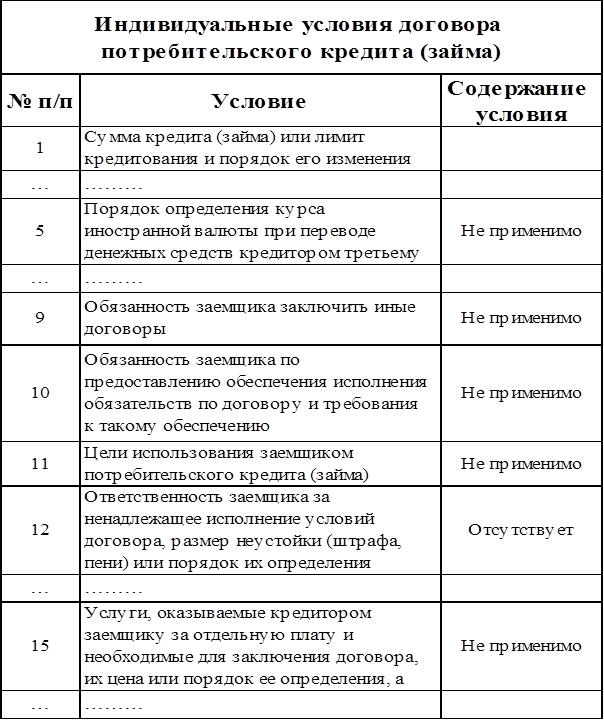 Индивидуальные условия договора
потребительского кредита (займа)
№ п/п
Условие
Содержание
условия
1
Сумма кредита (займа) или лимит
кредитования и порядок его изменения
…
………
5
Порядок определения курса
иностранной валюты при переводе
денежных средств кредитором третьему
Не применимо
…
………
9
Обязанность заемщика заключить иные
договоры
Не применимо
10
Обязанность заемщика по
предоставлению обеспечения исполнения
обязательств по договору и требования
к такому обеспечению
Не применимо
11
Цели использования заемщиком
потребительского кредита (займа)
Не применимо
12
Ответственность заемщика за
ненадлежащее исполнение условий
договора, размер неустойки (штрафа,
пени) или порядок их определения
Отсутствует
…
………
15
Услуги, оказываемые кредитором
заемщику за отдельную плату и
необходимые для заключения договора,
их цена или порядок ее определения, а
Не применимо
…
………